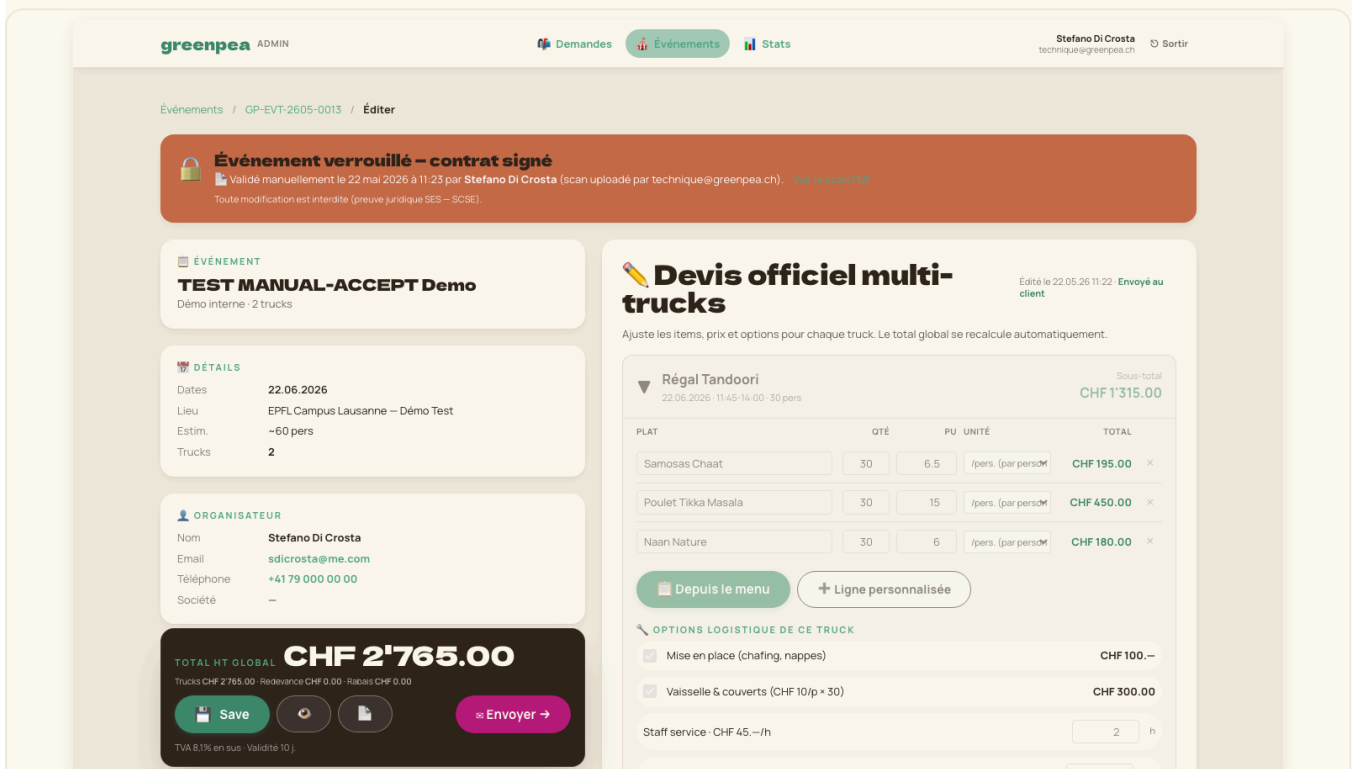 greenpea ADMIN
Demandes
Événements
Stats
Stefano Di Crosta
technique@greenpea.ch
Sortir
Événements / GP-EVT-2605-0013 / Éditer
Événement verrouillé — contrat signé
Validé manuellement le 22 mai 2026 à 11:23 par Stefano Di Crosta (scan uploadé par technique@greenpea.ch).
Toute modification est interdite (preuve juridique SES — SCSE).
ÉVÉNEMENT
TEST MANUAL-ACCEPT Demo
Démo interne · 2 trucks
DÉTAILS
Dates 22.06.2026
Lieu EPFL Campus Lausanne — Démo Test
Estim. ~60 pers
Trucks 2
ORGANISATEUR
Nom Stefano Di Crosta
Email sdicrosta@me.com
Téléphone +41 79 000 00 00
Société —
TOTAL HT GLOBAL CHF 2'765.00
Trucks CHF 2'765.00 · Redevance CHF 0.00 · Rabais CHF 0.00
Save
Envoyer →
TVA 8,1% en sus · Validité 10 j.
Devis officiel multi-
trucks
Édité le 22.05.26 11:22 · Envoyé au
client
Ajuste les items, prix et options pour chaque truck. Le total global se recalcule automatiquement.
▼ Régal Tandoori
22.06.2026 · 11:45-14:00 · 30 pers
Sous-total
CHF 1'315.00
PLAT QTÉ PU UNITÉ TOTAL
Samosas Chaat 30 6.5 /pers. (par person CHF 195.00 ×
Poulet Tikka Masala 30 15 /pers. (par person CHF 450.00 ×
Naan Nature 30 6 /pers. (par person CHF 180.00 ×
Depuis le menu
+ Ligne personnalisée
OPTIONS LOGISTIQUE DE CE TRUCK
Mise en place (chafing, nappes) CHF 100.—
Vaisselle & couverts (CHF 10/p × 30) CHF 300.00
Staff service · CHF 45.—/h 2 h